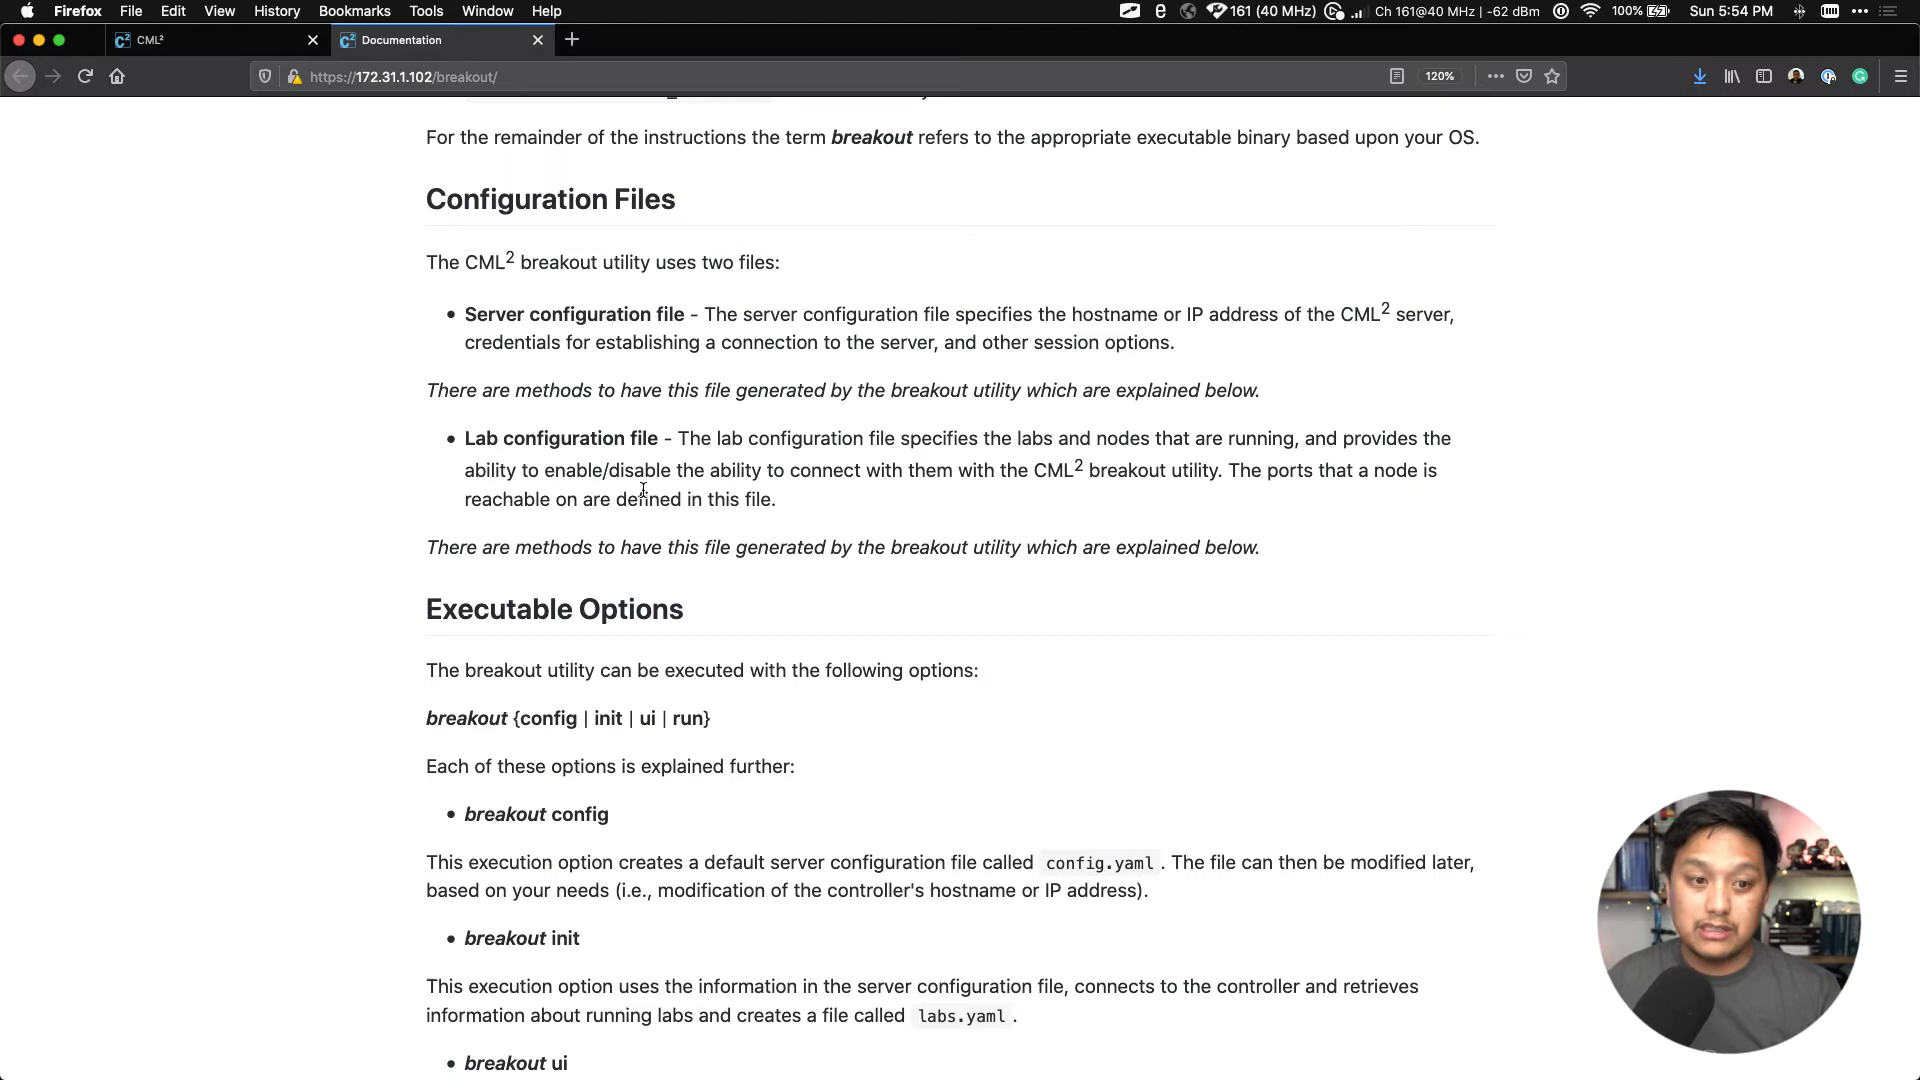 Firefox File Edit View History Bookmarks Tools Window Help 161 (40 MHz) Ch 161@40 MHz | -62 dBm 100% Sun 5:54 PM
CML² Documentation
https://172.31.1.102/breakout/ 120%
For the remainder of the instructions the term breakout refers to the appropriate executable binary based upon your OS.
Configuration Files
The CML² breakout utility uses two files:
• Server configuration file - The server configuration file specifies the hostname or IP address of the CML² server,
credentials for establishing a connection to the server, and other session options.
There are methods to have this file generated by the breakout utility which are explained below.
• Lab configuration file - The lab configuration file specifies the labs and nodes that are running, and provides the
ability to enable/disable the ability to connect with them with the CML² breakout utility. The ports that a node is
reachable on are defined in this file.
There are methods to have this file generated by the breakout utility which are explained below.
Executable Options
The breakout utility can be executed with the following options:
breakout {config | init | ui | run}
Each of these options is explained further:
• breakout config
This execution option creates a default server configuration file called config.yaml. The file can then be modified later,
based on your needs (i.e., modification of the controller's hostname or IP address).
• breakout init
This execution option uses the information in the server configuration file, connects to the controller and retrieves
information about running labs and creates a file called labs.yaml.
• breakout ui